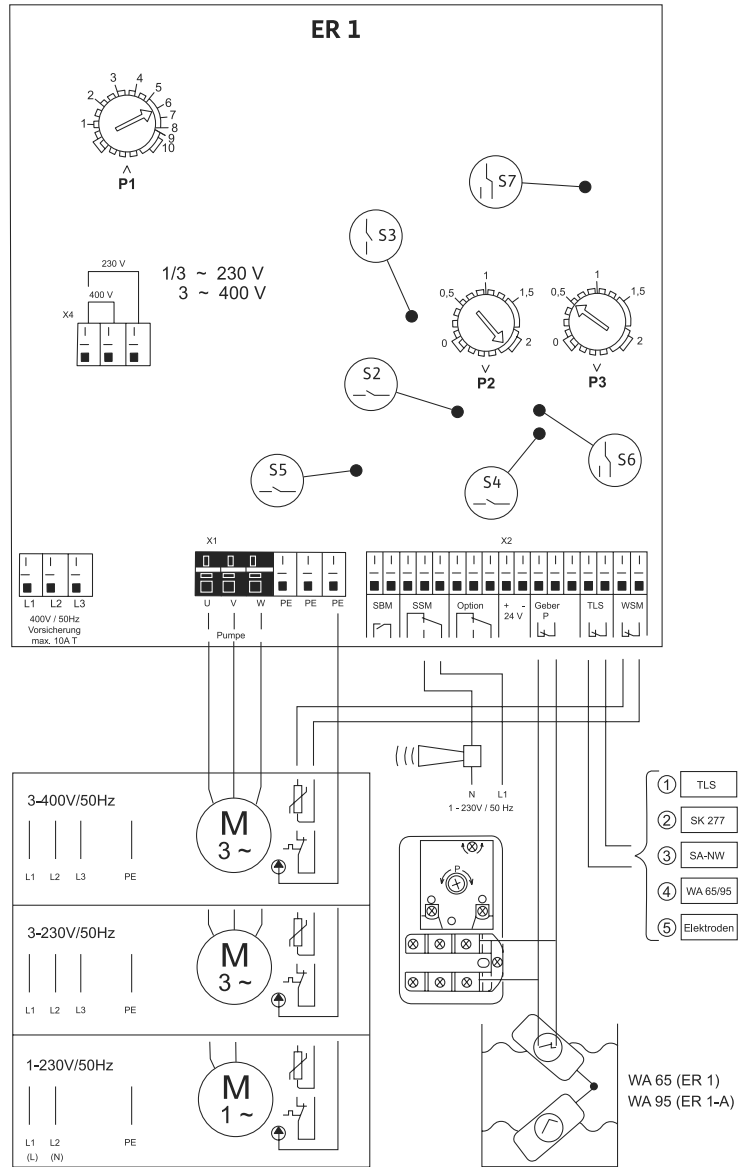 ER 1
3
4
2
5
6
1
7
8
9
10
P1
S7
S3
230 V
400 V
X4
1/3 ~ 230 V
3 ~ 400 V
1
0,5
1,5
0
2
P2
1
0,5
1,5
0
2
P3
S2
S5
S4
S6
X1
X2
L1 L2 L3
400V / 50Hz
Vorsicherung
max. 10A T
U V W PE PE PE
Pumpe
SBM SSM Option + - Geber TLS WSM
24 V P
N L1
1 - 230V / 50 Hz
3-400V/50Hz
L1 L2 L3 PE
M
3 ~
3-230V/50Hz
L1 L2 L3 PE
M
3 ~
1-230V/50Hz
L1 L2 PE
(L) (N)
M
1 ~
P
1 TLS
2 SK 277
3 SA-NW
4 WA 65/95
5 Elektroden
WA 65 (ER 1)
WA 95 (ER 1-A)